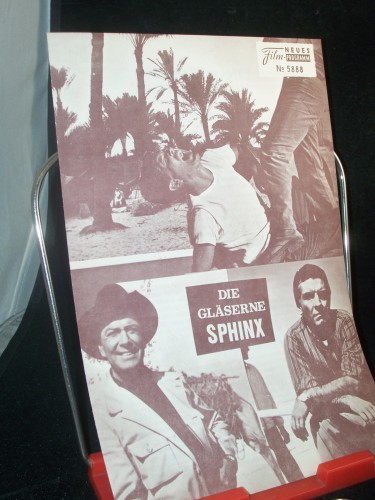 NEUES
Film-PROGRAMM
Nr 5888
DIE
GLÄSERNE
SPHINX